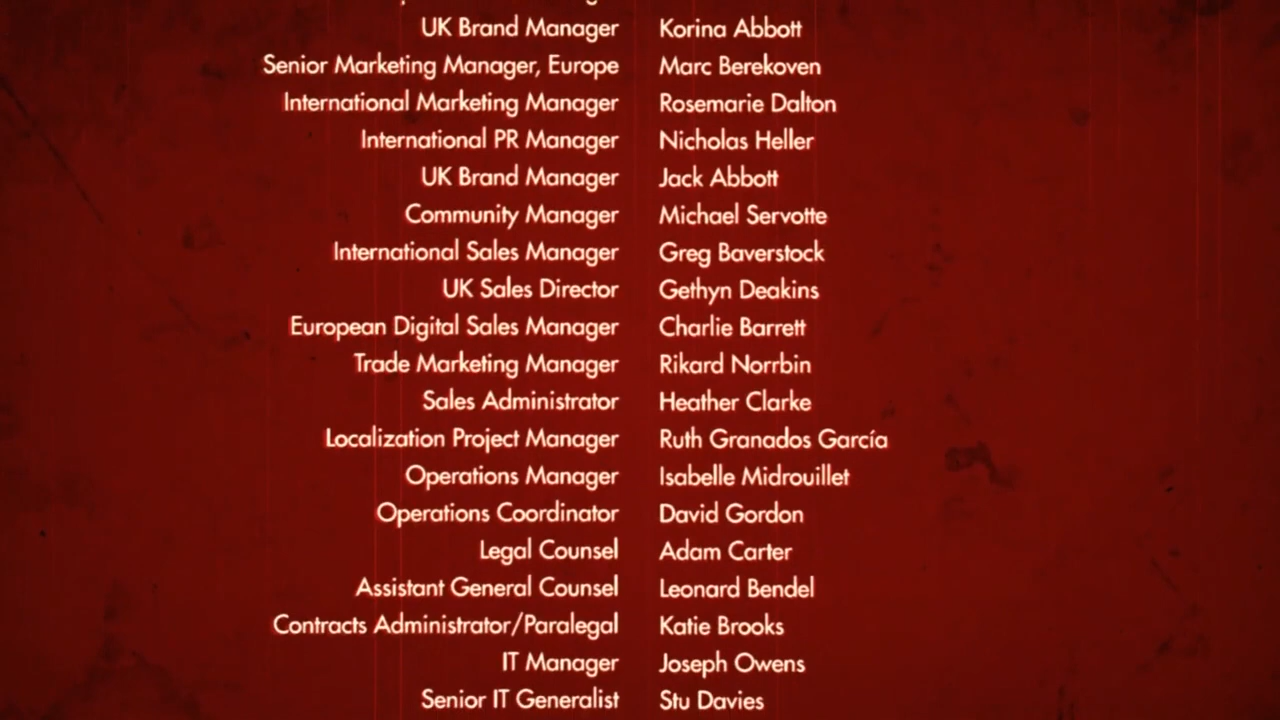 UK Brand Manager Korina Abbott
Senior Marketing Manager, Europe Marc Berekoven
International Marketing Manager Rosemarie Dalton
International PR Manager Nicholas Heller
UK Brand Manager Jack Abbott
Community Manager Michael Servotte
International Sales Manager Greg Baverstock
UK Sales Director Gethyn Deakins
European Digital Sales Manager Charlie Barrett
Trade Marketing Manager Rikard Norrbin
Sales Administrator Heather Clarke
Localization Project Manager Ruth Granados García
Operations Manager Isabelle Midrouillet
Operations Coordinator David Gordon
Legal Counsel Adam Carter
Assistant General Counsel Leonard Bendel
Contracts Administrator/Paralegal Katie Brooks
IT Manager Joseph Owens
Senior IT Generalist Stu Davies